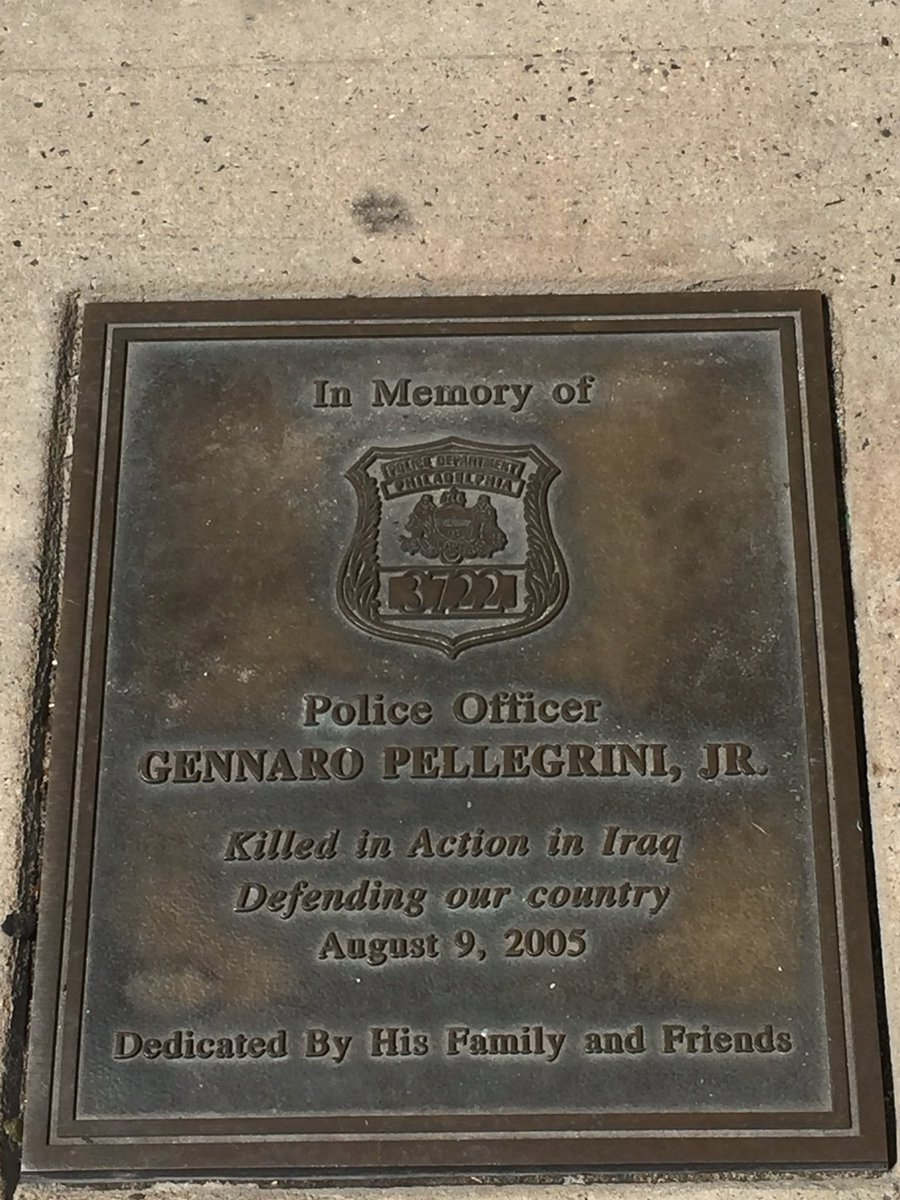 In Memory of
POLICE DEPARTMENT
PHILADELPHIA
3722
Police Officer
GENNARO PELLEGRINI, JR.
Killed in Action in Iraq
Defending our country
August 9, 2005
Dedicated By His Family and Friends